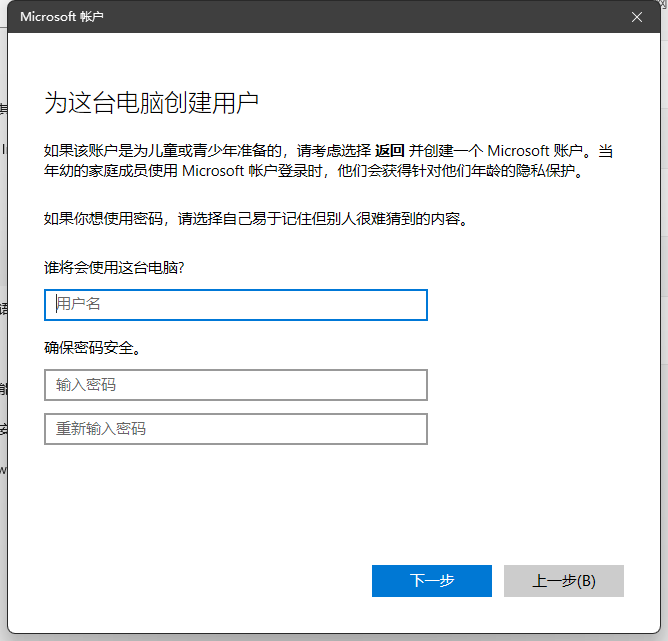 Microsoft 帐户
为这台电脑创建用户
如果该账户是为儿童或青少年准备的，请考虑选择 返回 并创建一个 Microsoft 账户。当
年幼的家庭成员使用 Microsoft 帐户登录时，他们会获得针对他们年龄的隐私保护。
如果你想使用密码，请选择自己易于记住但别人很难猜到的内容。
谁将会使用这台电脑?
用户名
确保密码安全。
输入密码
重新输入密码
下一步
上一步(B)